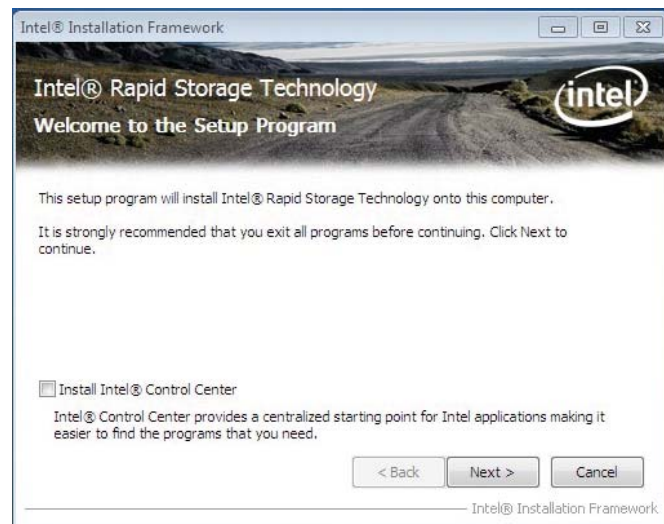 Intel® Installation Framework
Intel® Rapid Storage Technology
Welcome to the Setup Program
intel
This setup program will install Intel® Rapid Storage Technology onto this computer.
It is strongly recommended that you exit all programs before continuing. Click Next to
continue.
Install Intel® Control Center
Intel® Control Center provides a centralized starting point for Intel applications making it
easier to find the programs that you need.
< Back Next > Cancel
Intel® Installation Framework